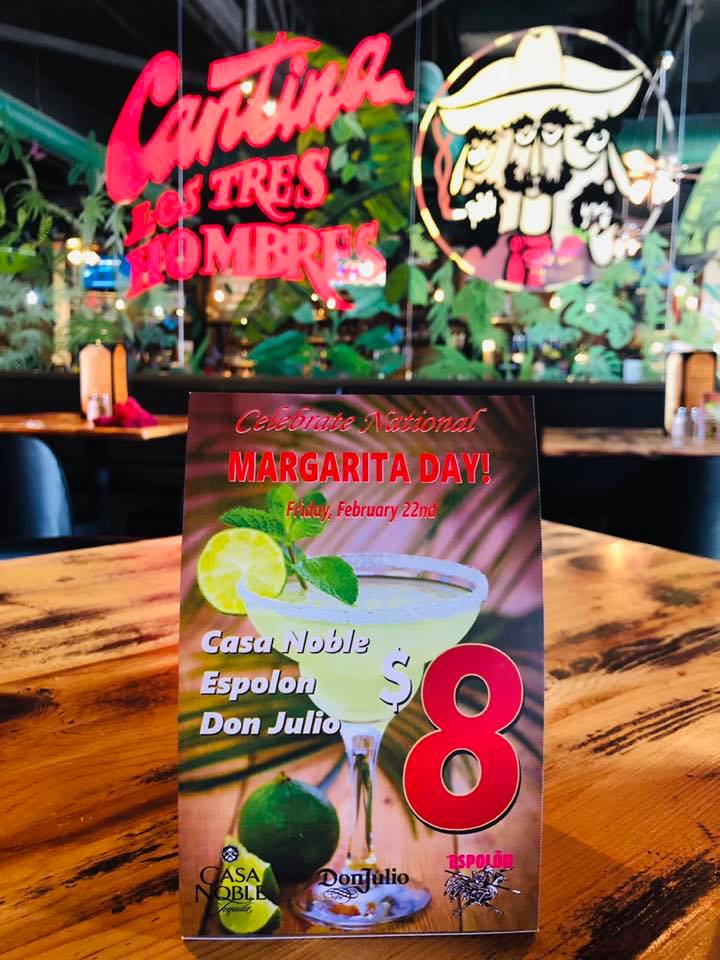 Cantina
LOS TRES
HOMBRES
Celebrate National
MARGARITA DAY!
Friday, February 22nd
Casa Noble
Espolon
Don Julio
$8
CASA
NOBLE
Tequila
DonJulio
ESPOLÒN